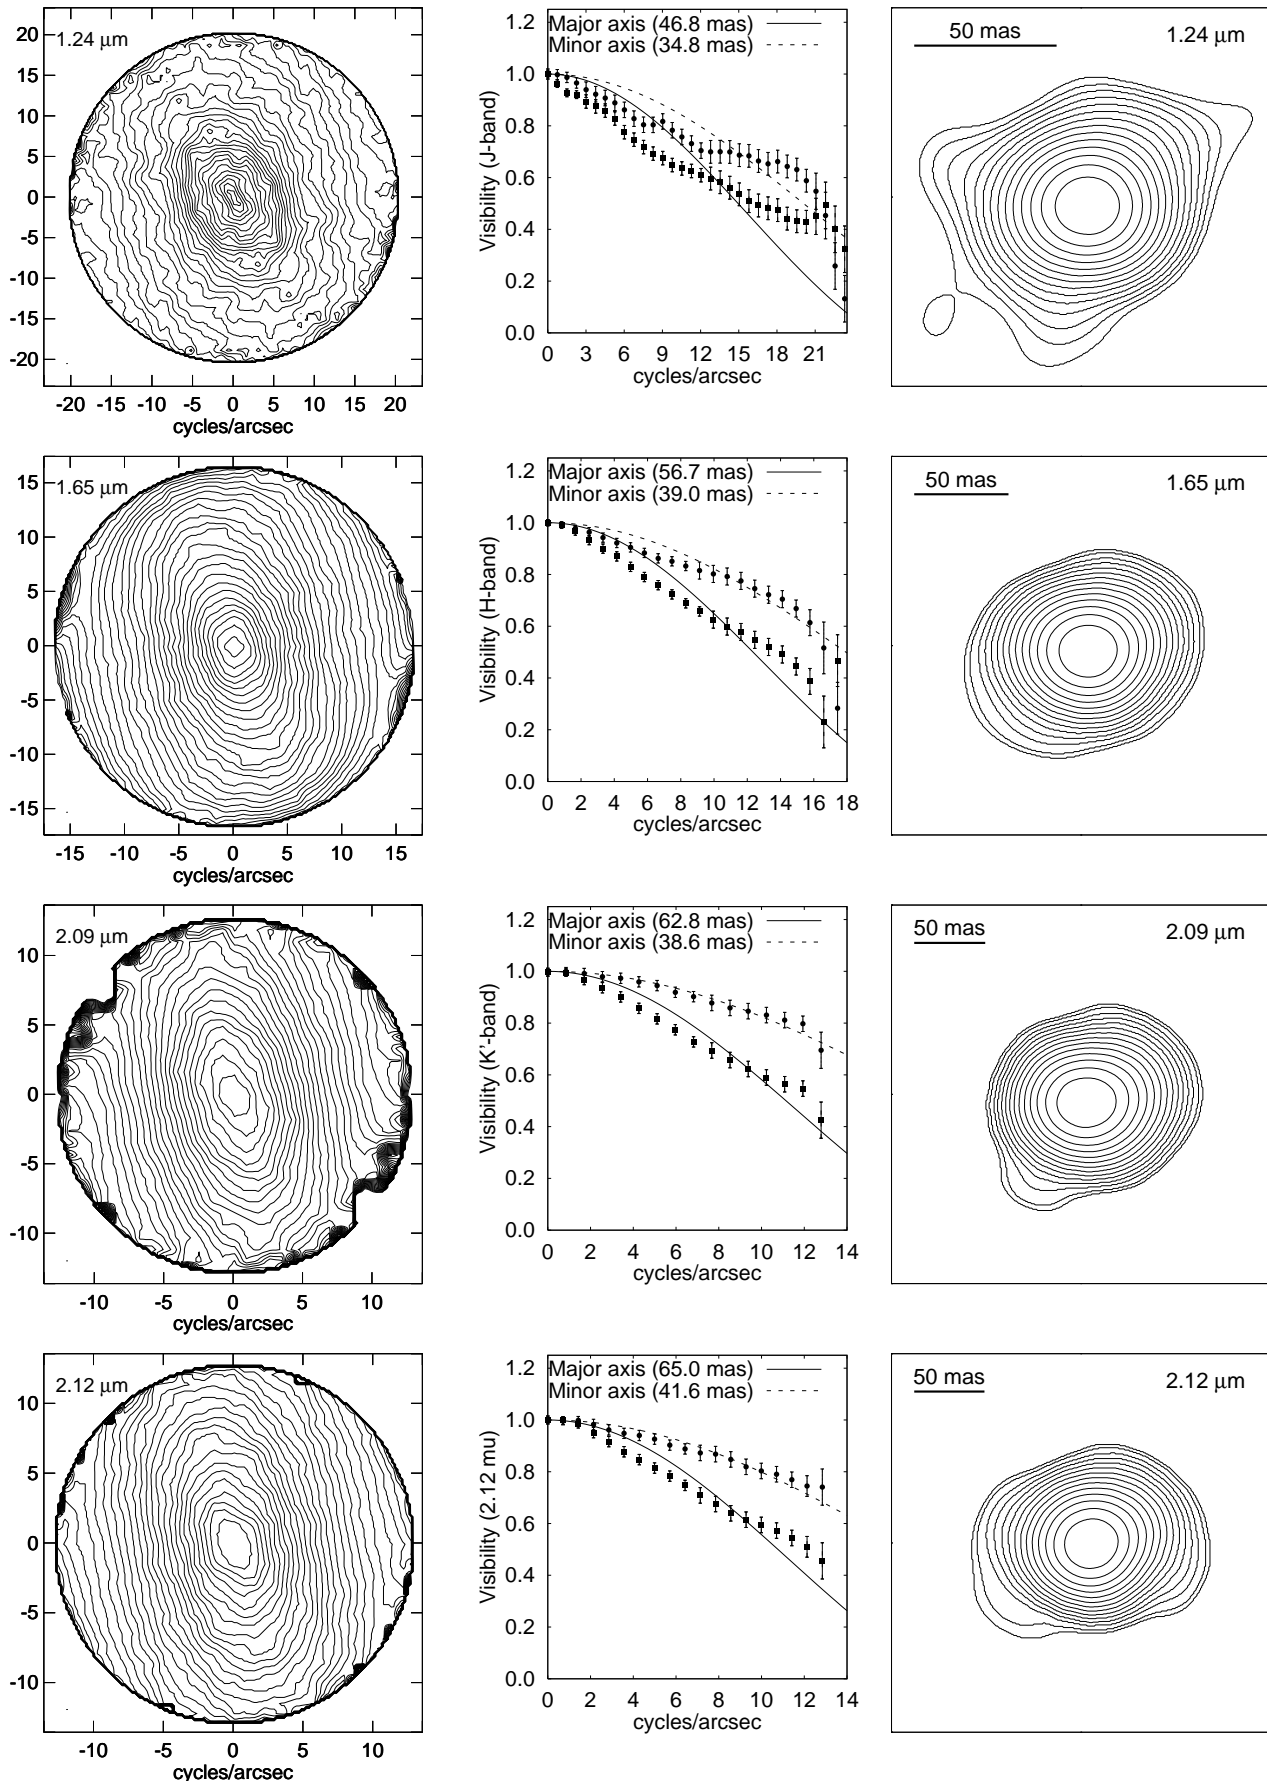 20
15
10
5
0
-5
-10
-15
-20
1.24 μm
-20 -15 -10 -5 0 5 10 15 20
cycles/arcsec
Visibility (J-band)
1.2
1.0
0.8
0.6
0.4
0.2
0.0
Major axis (46.8 mas)
Minor axis (34.8 mas)
0 3 6 9 12 15 18 21
cycles/arcsec
50 mas
1.24 μm
15
10
5
0
-5
-10
-15
1.65 μm
-15 -10 -5 0 5 10 15
cycles/arcsec
Visibility (H-band)
1.2
1.0
0.8
0.6
0.4
0.2
0.0
Major axis (56.7 mas)
Minor axis (39.0 mas)
0 2 4 6 8 10 12 14 16 18
cycles/arcsec
50 mas
1.65 μm
10
5
0
-5
-10
2.09 μm
-10 -5 0 5 10
cycles/arcsec
Visibility (K'-band)
1.2
1.0
0.8
0.6
0.4
0.2
0.0
Major axis (62.8 mas)
Minor axis (38.6 mas)
0 2 4 6 8 10 12 14
cycles/arcsec
50 mas
2.09 μm
10
5
0
-5
-10
2.12 μm
-10 -5 0 5 10
cycles/arcsec
Visibility (2.12 mu)
1.2
1.0
0.8
0.6
0.4
0.2
0.0
Major axis (65.0 mas)
Minor axis (41.6 mas)
0 2 4 6 8 10 12 14
cycles/arcsec
50 mas
2.12 μm